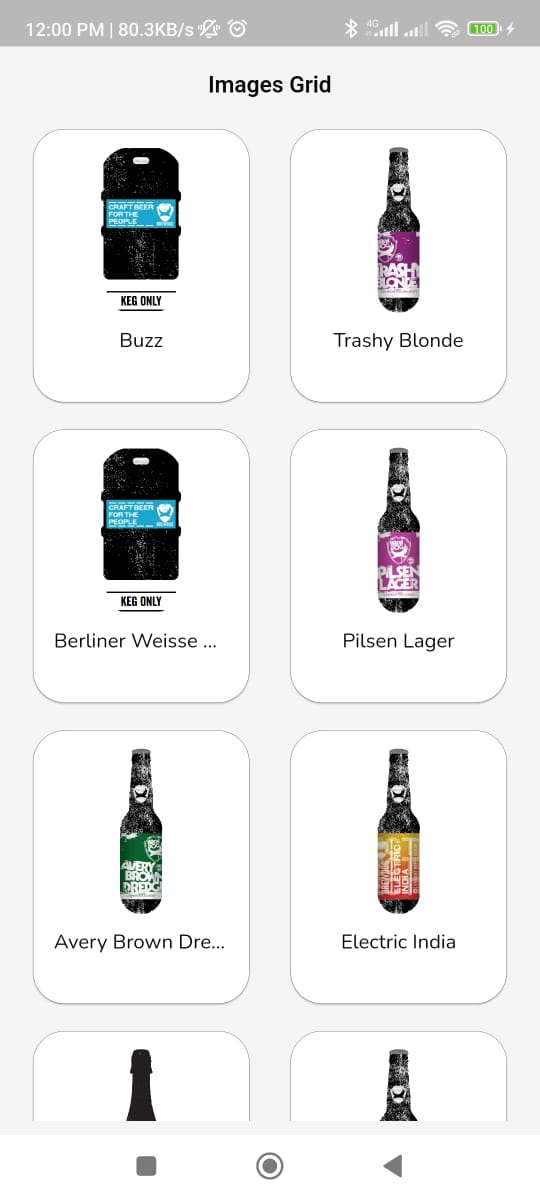 12:00 PM | 80.3KB/s
4G
100
Images Grid
CRAFT BEER
FOR THE
PEOPLE
BREWDOG
KEG ONLY
Buzz
TRASHY
BLONDE
Trashy Blonde
CRAFT BEER
FOR THE
PEOPLE
BREWDOG
KEG ONLY
Berliner Weisse ...
PILSEN
LAGER
Pilsen Lager
AVERY
BROWN
DREDGE
Avery Brown Dre...
ELECTRIC
INDIA
Electric India